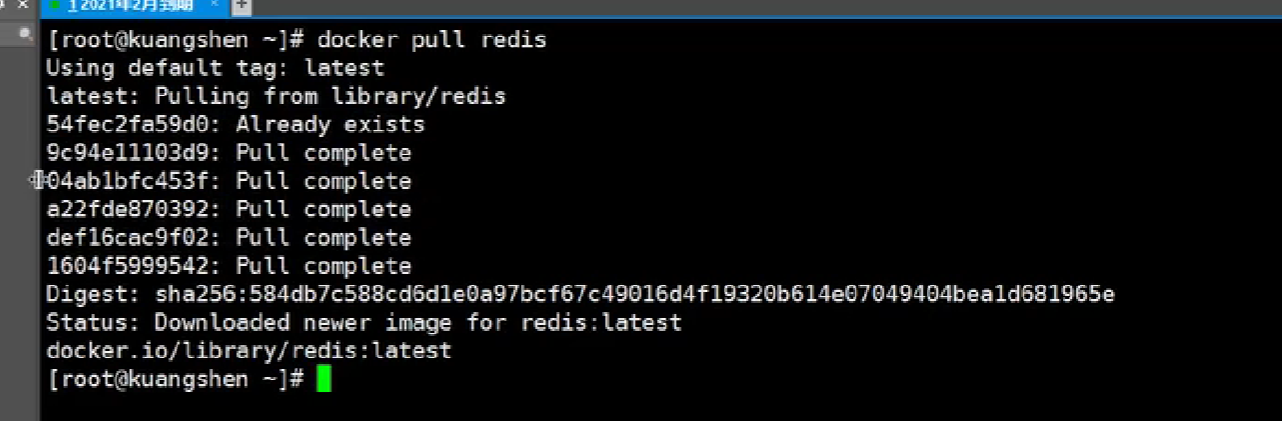 1 2021年2月到期
[root@kuangshen ~]# docker pull redis
Using default tag: latest
latest: Pulling from library/redis
54fec2fa59d0: Already exists
9c94e11103d9: Pull complete
04ab1bfc453f: Pull complete
a22fde870392: Pull complete
def16cac9f02: Pull complete
1604f5999542: Pull complete
Digest: sha256:584db7c588cd6d1e0a97bcf67c49016d4f19320b614e07049404bea1d681965e
Status: Downloaded newer image for redis:latest
docker.io/library/redis:latest
[root@kuangshen ~]#